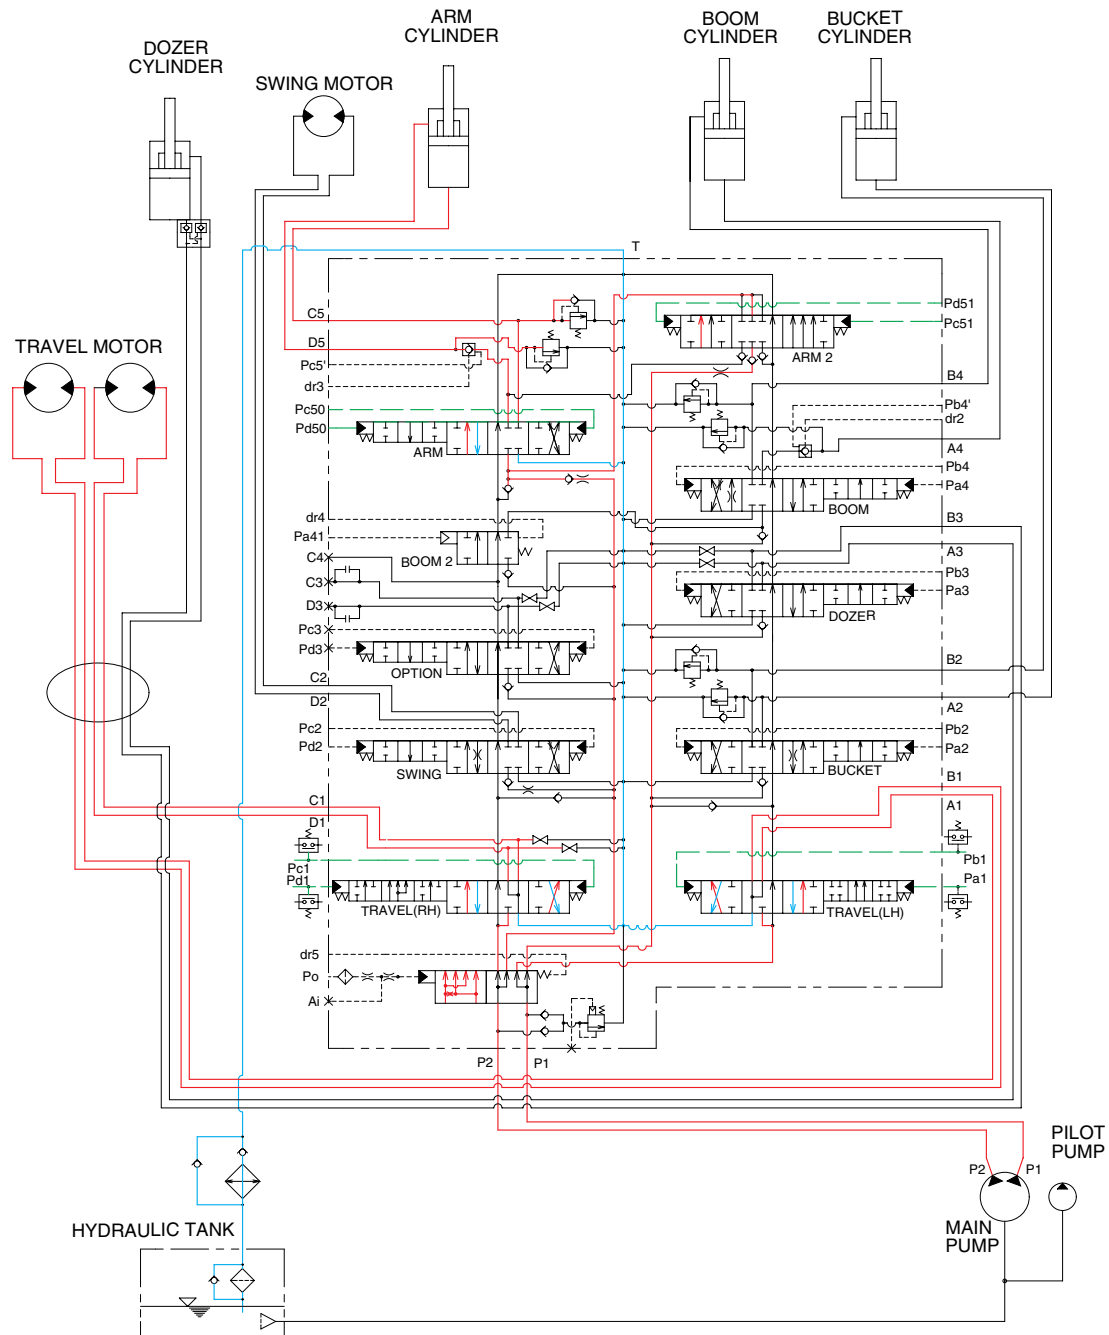 ARM
CYLINDER
BOOM
CYLINDER
BUCKET
CYLINDER
DOZER
CYLINDER
SWING MOTOR
T
Pd51
C5
Pc51
D5
TRAVEL MOTOR
ARM 2
Pc5'
B4
dr3
Pb4'
Pc50
dr2
Pd50
ARM
A4
Pb4
Pa4
BOOM
dr4
B3
Pa41
BOOM 2
C4
A3
C3
Pb3
Pa3
D3
DOZER
Pc3
Pd3
OPTION
B2
C2
D2
A2
Pc2
Pb2
Pd2
Pa2
SWING
BUCKET
B1
C1
A1
D1
Pc1
Pb1
Pd1
Pa1
TRAVEL(RH)
TRAVEL(LH)
dr5
Po
Ai
P2
P1
PILOT
PUMP
P2
P1
HYDRAULIC TANK
MAIN
PUMP